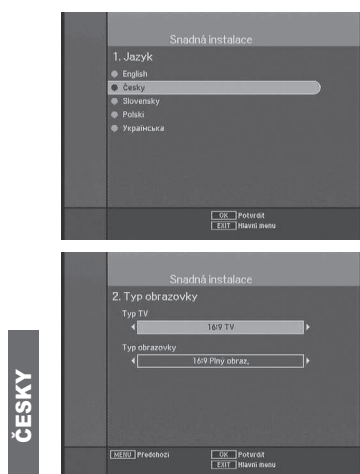 Snadná instalace
1. Jazyk
English
Česky
Slovensky
Polski
Українська
OK Potvrdit
EXIT Hlavní menu
Snadná instalace
2. Typ obrazovky
Typ TV
16:9 TV
Typ obrazovky
16:9 Plný obraz,
MENU Předchozí
OK Potvrdit
EXIT Hlavní menu
ČESKY